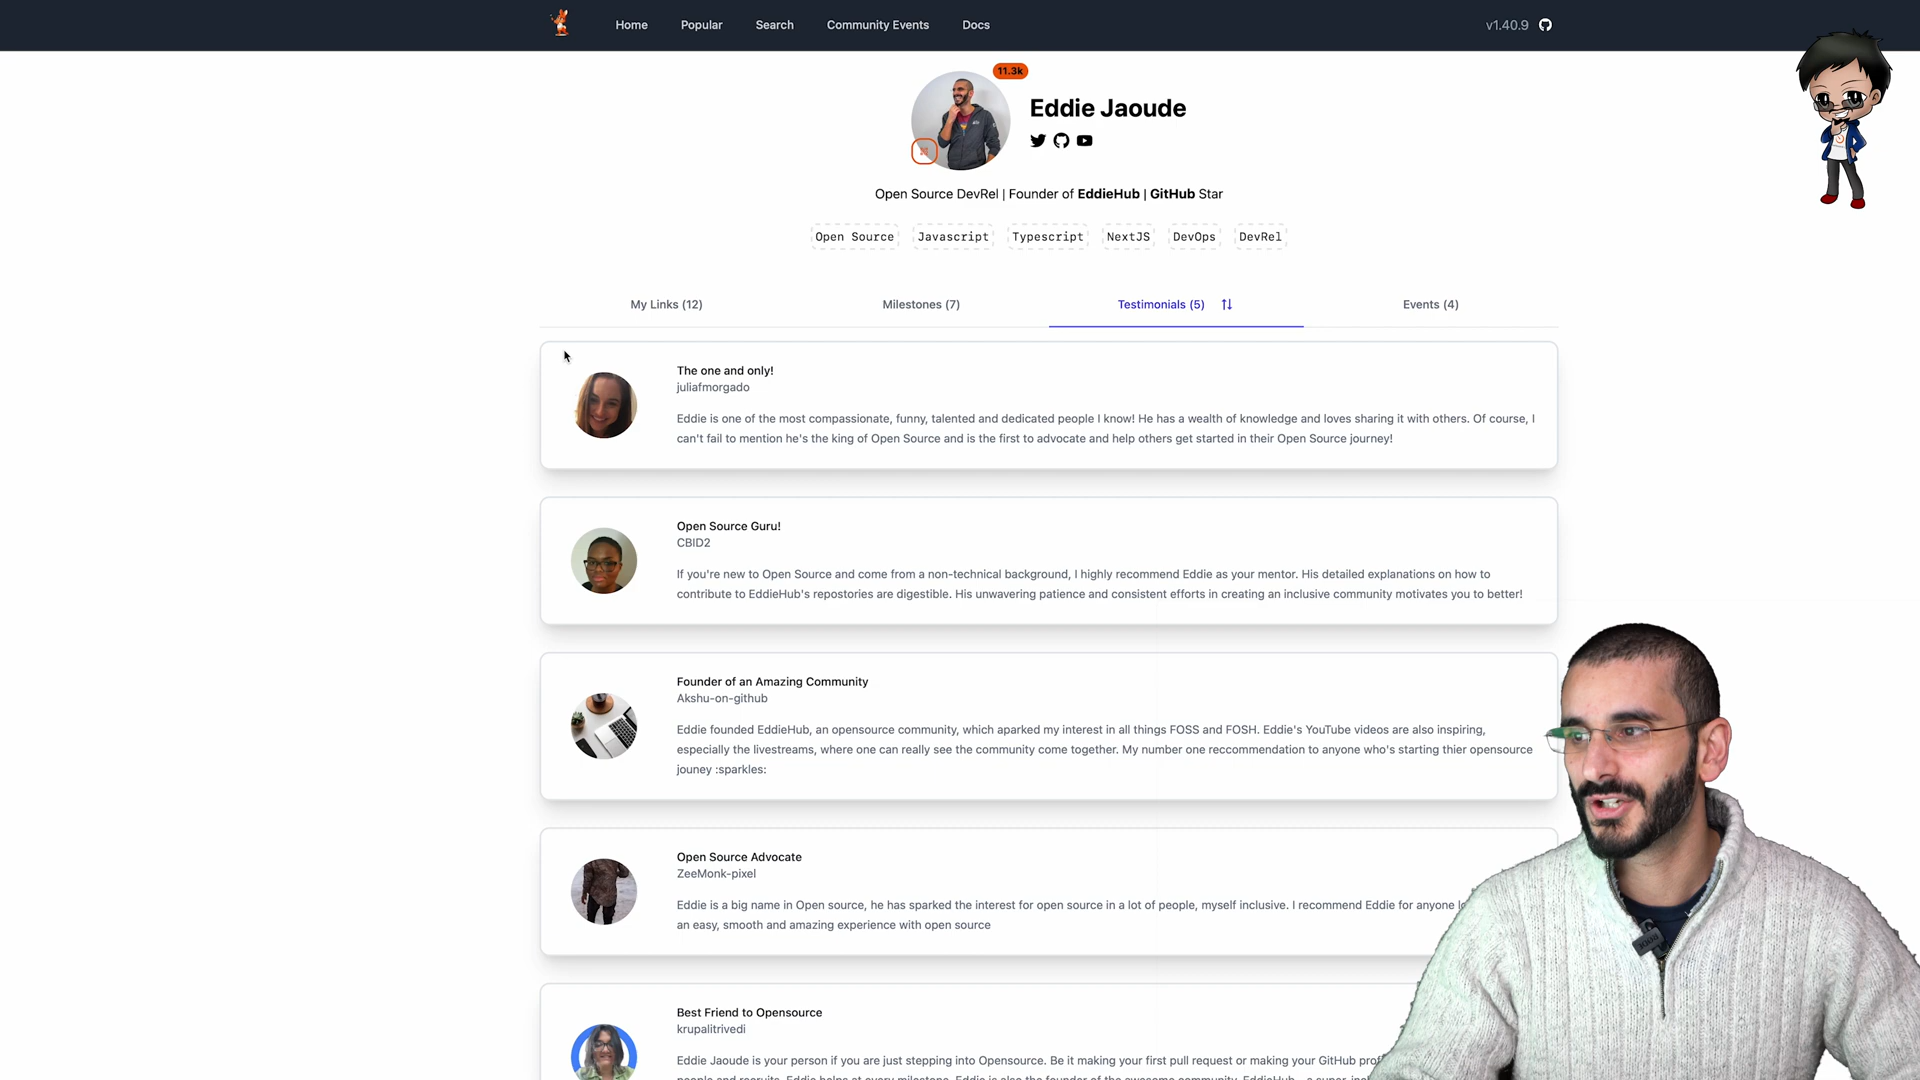 Home
Popular
Search
Community Events
Docs
v1.40.9
11.3k
Eddie Jaoude
Open Source DevRel | Founder of EddieHub | GitHub Star
Open Source
Javascript
Typescript
NextJS
DevOps
DevRel
My Links (12)
Milestones (7)
Testimonials (5)
Events (4)
The one and only!
juliafmorgado
Eddie is one of the most compassionate, funny, talented and dedicated people I know! He has a wealth of knowledge and loves sharing it with others. Of course, I
can't fail to mention he's the king of Open Source and is the first to advocate and help others get started in their Open Source journey!
Open Source Guru!
CBID2
If you're new to Open Source and come from a non-technical background, I highly recommend Eddie as your mentor. His detailed explanations on how to
contribute to EddieHub's repostories are digestible. His unwavering patience and consistent efforts in creating an inclusive community motivates you to better!
Founder of an Amazing Community
Akshu-on-github
Eddie founded EddieHub, an opensource community, which aparked my interest in all things FOSS and FOSH. Eddie's YouTube videos are also inspiring,
especially the livestreams, where one can really see the community come together. My number one reccommendation to anyone who's starting thier opensource
jouney :sparkles:
Open Source Advocate
ZeeMonk-pixel
Eddie is a big name in Open source, he has sparked the interest for open source in a lot of people, myself inclusive. I recommend Eddie for anyone
an easy, smooth and amazing experience with open source
Best Friend to Opensource
krupalitrivedi
Eddie Jaoude is your person if you are just stepping into Opensource. Be it making your first pull request or making your GitHub